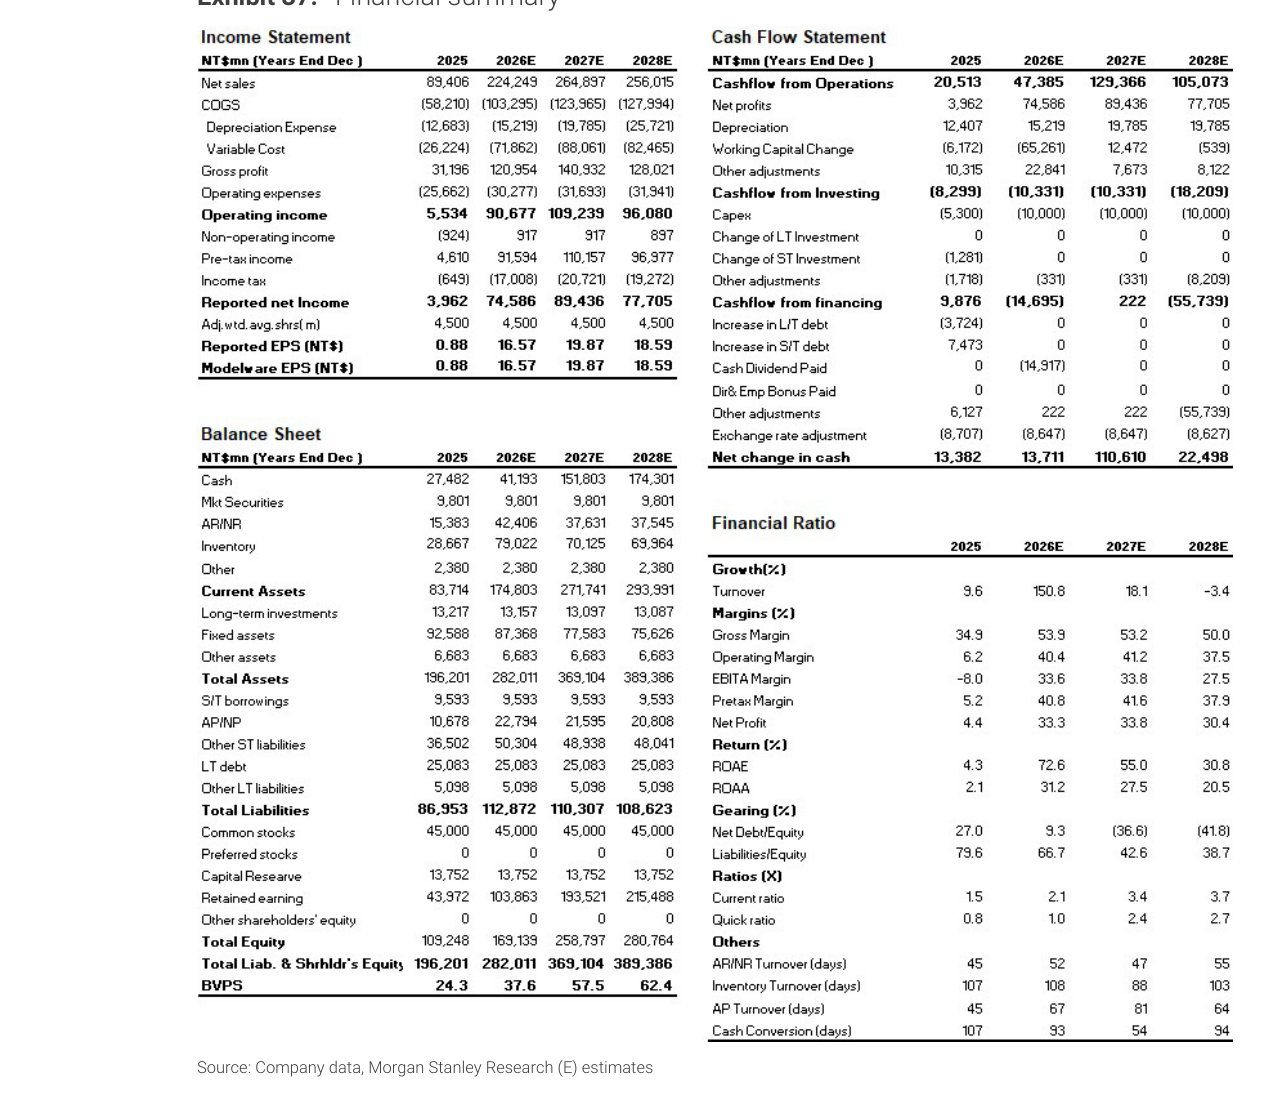 Exhibit 37: Financial summary
Income Statement
NT$mn (Years End Dec ) 2025 2026E 2027E 2028E
Net sales 89,406 224,249 264,897 256,015
COGS (58,210) (103,295) (123,965) (127,994)
Depreciation Expense (12,683) (15,219) (19,785) (25,721)
Variable Cost (26,224) (71,862) (88,061) (82,465)
Gross profit 31,196 120,954 140,932 128,021
Operating expenses (25,662) (30,277) (31,693) (31,941)
Operating income 5,534 90,677 109,239 96,080
Non-operating income (924) 917 917 897
Pre-tax income 4,610 91,594 110,157 96,977
Income tax (649) (17,008) (20,721) (19,272)
Reported net Income 3,962 74,586 89,436 77,705
Adj.wtd.avg.shrs( m) 4,500 4,500 4,500 4,500
Reported EPS (NT$) 0.88 16.57 19.87 18.59
Modelware EPS (NT$) 0.88 16.57 19.87 18.59
Balance Sheet
NT$mn (Years End Dec ) 2025 2026E 2027E 2028E
Cash 27,482 41,193 151,803 174,301
Mkt Securities 9,801 9,801 9,801 9,801
AR/NR 15,383 42,406 37,631 37,545
Inventory 28,667 79,022 70,125 69,964
Other 2,380 2,380 2,380 2,380
Current Assets 83,714 174,803 271,741 293,991
Long-term investments 13,217 13,157 13,097 13,087
Fixed assets 92,588 87,368 77,583 75,626
Other assets 6,683 6,683 6,683 6,683
Total Assets 196,201 282,011 369,104 389,386
S/T borrowings 9,593 9,593 9,593 9,593
AP/NP 10,678 22,794 21,595 20,808
Other ST liabilities 36,502 50,304 48,938 48,041
LT debt 25,083 25,083 25,083 25,083
Other LT liabilities 5,098 5,098 5,098 5,098
Total Liabilities 86,953 112,872 110,307 108,623
Common stocks 45,000 45,000 45,000 45,000
Preferred stocks 0 0 0 0
Capital Researve 13,752 13,752 13,752 13,752
Retained earning 43,972 103,863 193,521 215,488
Other shareholders' equity 0 0 0 0
Total Equity 109,248 169,139 258,797 280,764
Total Liab. & Shrhldr's Equity 196,201 282,011 369,104 389,386
BVPS 24.3 37.6 57.5 62.4
Cash Flow Statement
NT$mn (Years End Dec ) 2025 2026E 2027E 2028E
Cashflow from Operations 20,513 47,385 129,366 105,073
Net profits 3,962 74,586 89,436 77,705
Depreciation 12,407 15,219 19,785 19,785
Working Capital Change (6,172) (65,261) 12,472 (539)
Other adjustments 10,315 22,841 7,673 8,122
Cashflow from Investing (8,299) (10,331) (10,331) (18,209)
Capex (5,300) (10,000) (10,000) (10,000)
Change of LT Investment 0 0 0 0
Change of ST Investment (1,281) 0 0 0
Other adjustments (1,718) (331) (331) (8,209)
Cashflow from financing 9,876 (14,695) 222 (55,739)
Increase in L/T debt (3,724) 0 0 0
Increase in S/T debt 7,473 0 0 0
Cash Dividend Paid 0 (14,917) 0 0
Dir& Emp Bonus Paid 0 0 0 0
Other adjustments 6,127 222 222 (55,739)
Exchange rate adjustment (8,707) (8,647) (8,647) (8,627)
Net change in cash 13,382 13,711 110,610 22,498
Financial Ratio
2025 2026E 2027E 2028E
Growth(%)
Turnover 9.6 150.8 18.1 -3.4
Margins (%)
Gross Margin 34.9 53.9 53.2 50.0
Operating Margin 6.2 40.4 41.2 37.5
EBITA Margin -8.0 33.6 33.8 27.5
Pretax Margin 5.2 40.8 41.6 37.9
Net Profit 4.4 33.3 33.8 30.4
Return (%)
ROAE 4.3 72.6 55.0 30.8
ROAA 2.1 31.2 27.5 20.5
Gearing (%)
Net Debt/Equity 27.0 9.3 (36.6) (41.8)
Liabilities/Equity 79.6 66.7 42.6 38.7
Ratios (X)
Current ratio 1.5 2.1 3.4 3.7
Quick ratio 0.8 1.0 2.4 2.7
Others
AR/NR Turnover (days) 45 52 47 55
Inventory Turnover (days) 107 108 88 103
AP Turnover (days) 45 67 81 64
Cash Conversion (days) 107 93 54 94
Source: Company data, Morgan Stanley Research (E) estimates